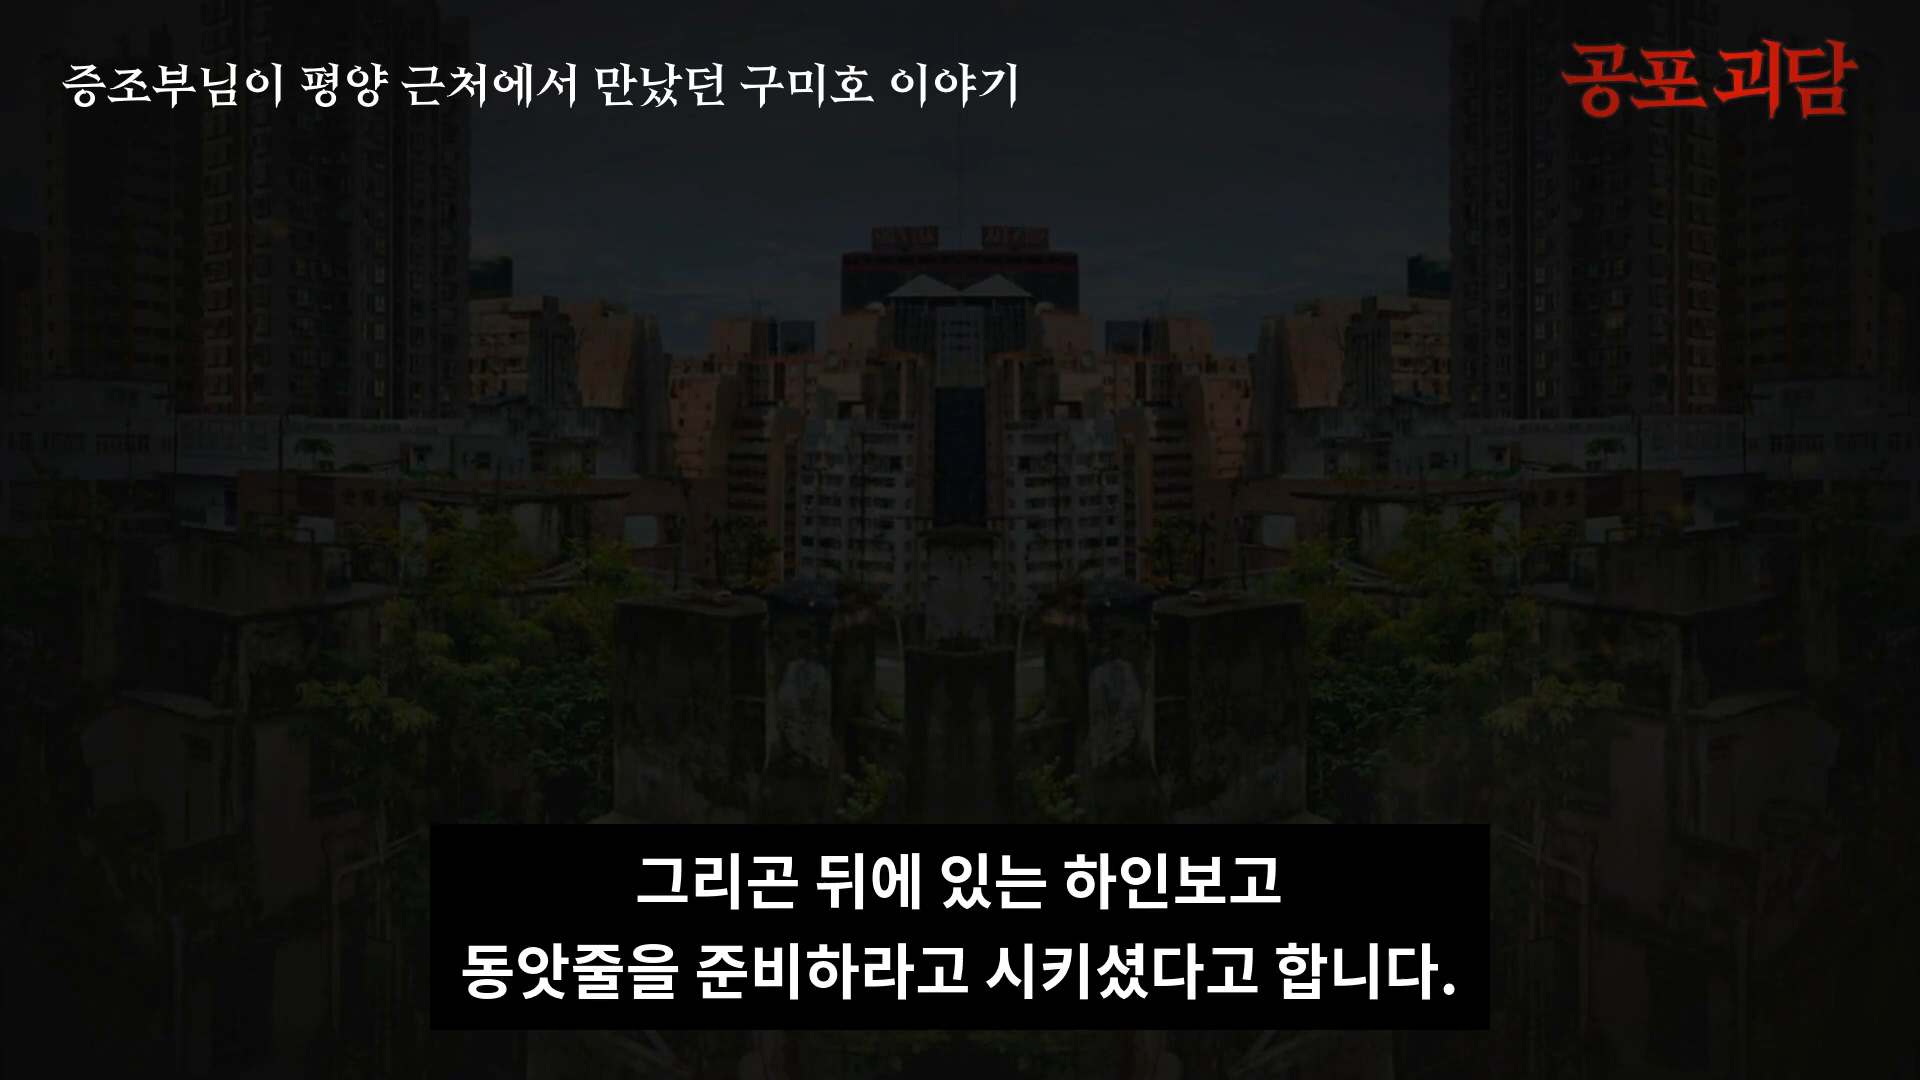 증조부님이 평양 근처에서 만났던 구미호 이야기
공포괴담
그리곤 뒤에 있는 하인보고
동앗줄을 준비하라고 시키셨다고 합니다.